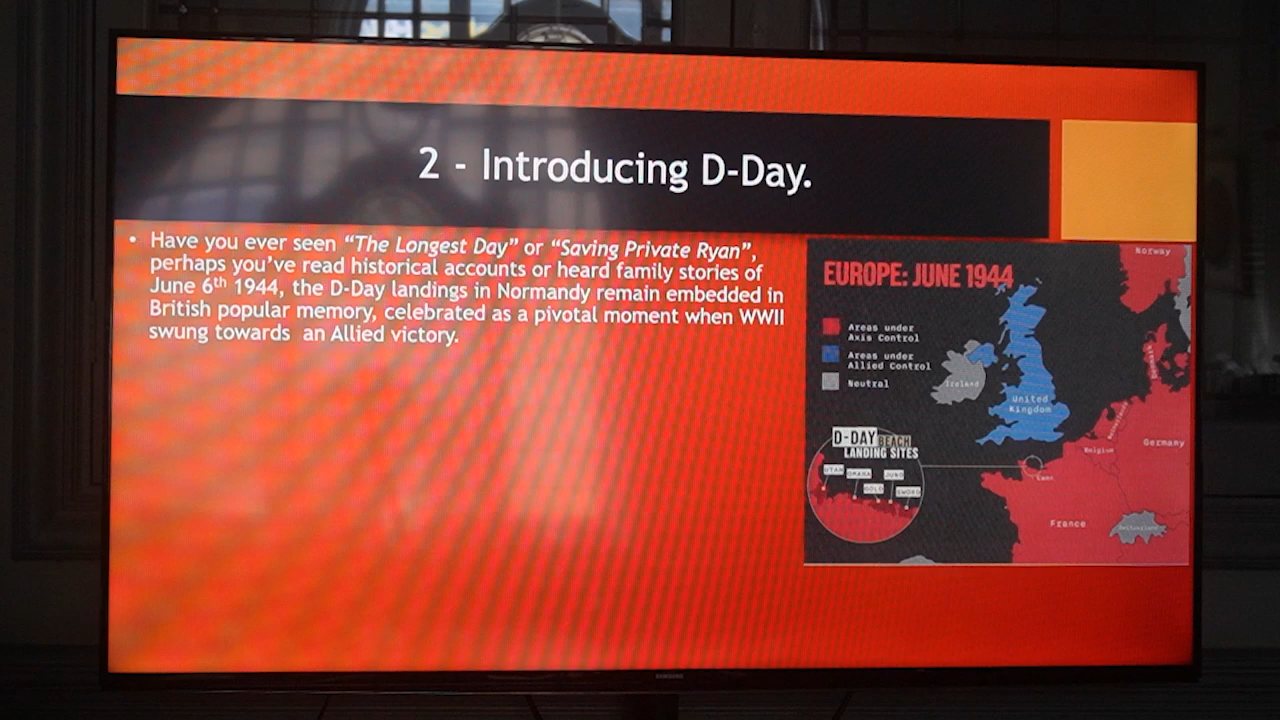 2 - Introducing D-Day.
• Have you ever seen “The Longest Day” or “Saving Private Ryan”,
perhaps you’ve read historical accounts or heard family stories of
June 6th 1944, the D-Day landings in Normandy remain embedded in
British popular memory, celebrated as a pivotal moment when WWII
swung towards an Allied victory.
EUROPE: JUNE 1944
Areas under
Axis Control
Areas under
Allied Control
Neutral
Norway
Denmark
Ireland
United
Kingdom
Netherlands
Belgium
Germany
Caen
France
Switzerland
D-DAY BEACH
LANDING SITES
UTAH
OMAHA
JUNO
GOLD
SWORD
SAMSUNG